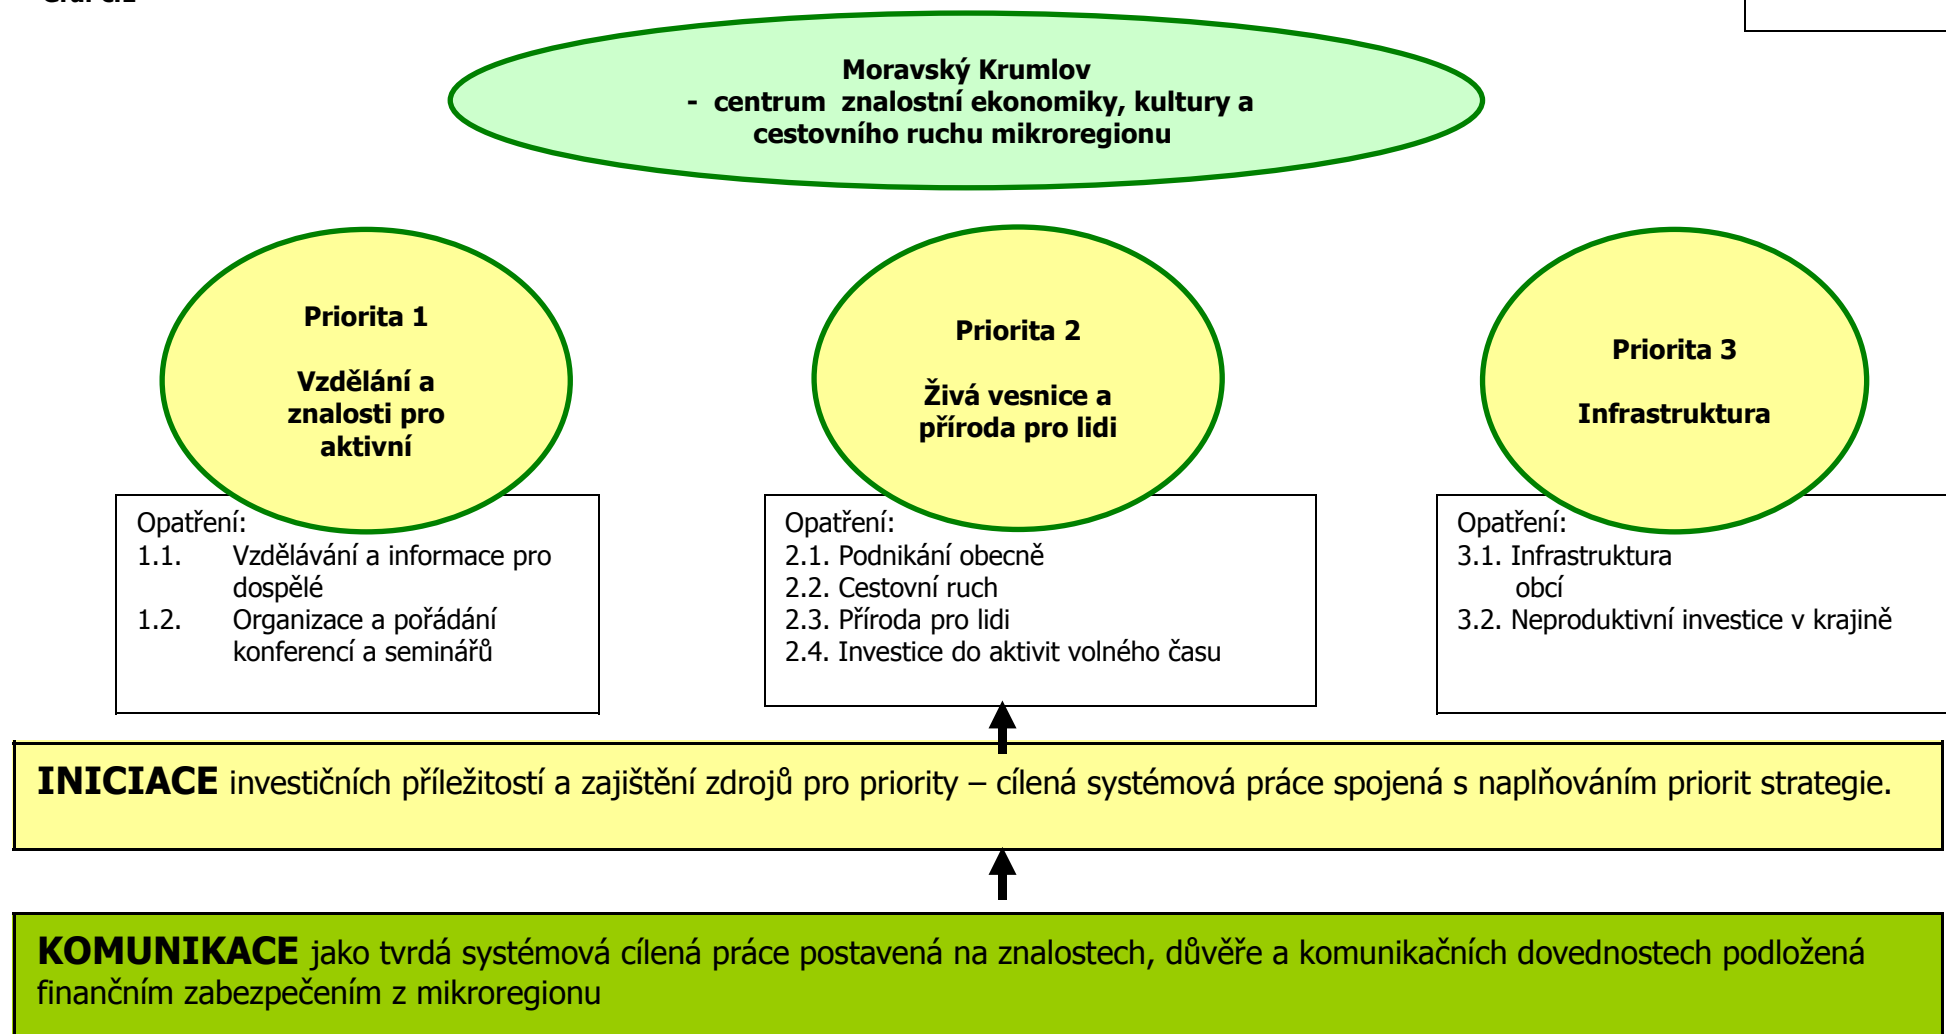 Moravský Krumlov
- centrum znalostní ekonomiky, kultury a
cestovního ruchu mikroregionu
Priorita 1
Vzdělání a
znalosti pro
aktivní
Priorita 2
Živá vesnice a
příroda pro lidi
Priorita 3
Infrastruktura
Opatření:
1.1. Vzdělávání a informace pro
dospělé
1.2. Organizace a pořádání
konferencí a seminářů
Opatření:
2.1. Podnikání obecně
2.2. Cestovní ruch
2.3. Příroda pro lidi
2.4. Investice do aktivit volného času
Opatření:
3.1. Infrastruktura
obcí
3.2. Neproduktivní investice v krajině
INICIACE investičních příležitostí a zajištění zdrojů pro priority – cílená systémová práce spojená s naplňováním priorit strategie.
KOMUNIKACE jako tvrdá systémová cílená práce postavená na znalostech, důvěře a komunikačních dovednostech podložená
finančním zabezpečením z mikroregionu